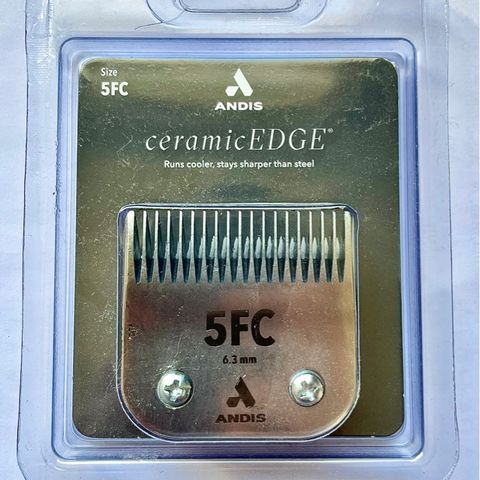 Size
5FC
ANDIS
ceramicEDGE®
Runs cooler, stays sharper than steel
5FC
6.3 mm
ANDIS